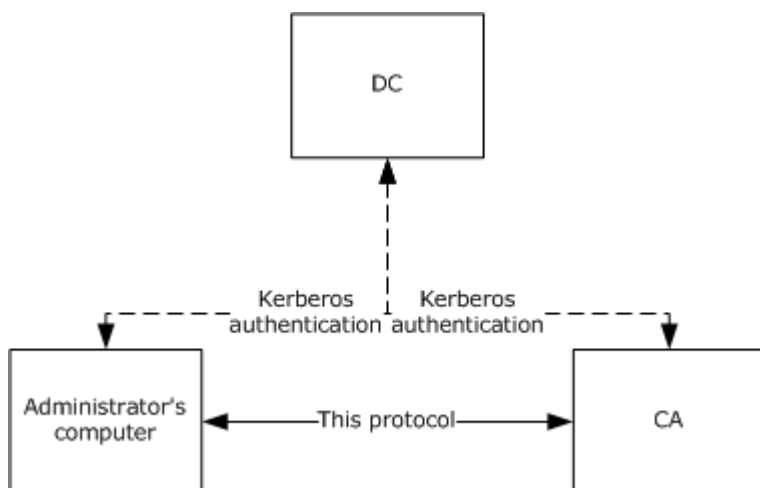 DC
Kerberos
authentication
Kerberos
authentication
Administrator's
computer
This protocol
CA